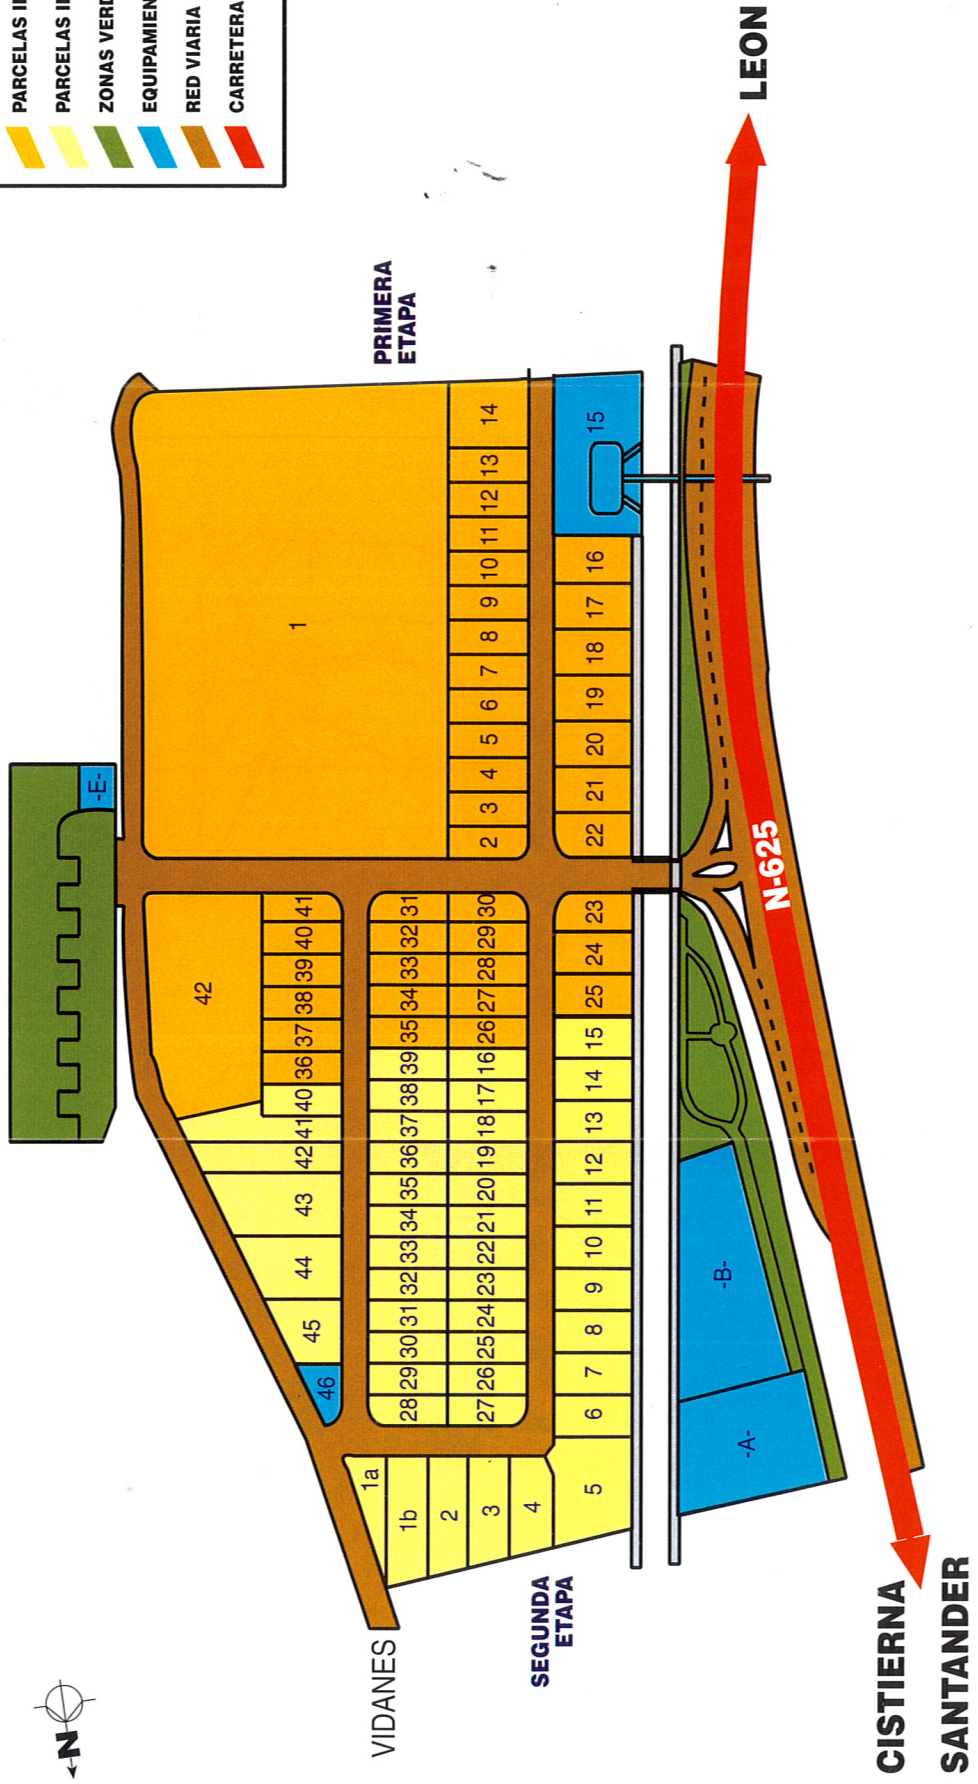 N
PARCELAS I
PARCELAS I
ZONAS VERD
EQUIPAMIEN
RED VIARIA
CARRETERA
-E-
42
1
46 45 44 43 42 41 40 36 37 38 39 40 41
VIDANES
PRIMERA
ETAPA
1a
1b
2
3
4
5
28 29 30 31 32 33 34 35 36 37 38 39 35 34 33 32 31
27 26 25 24 23 22 21 20 19 18 17 16 26 27 28 29 30
2 3 4 5 6 7 8 9 10 11 12 13 14
SEGUNDA
ETAPA
6 7 8 9 10 11 12 13 14 15 25 24 23 22 21 20 19 18 17 16 15
-A-
-B-
N-625
LEON
CISTIERNA
SANTANDER